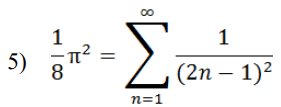 5) 1/8 π² = ∑_{n=1}^{∞} 1/(2n − 1)²